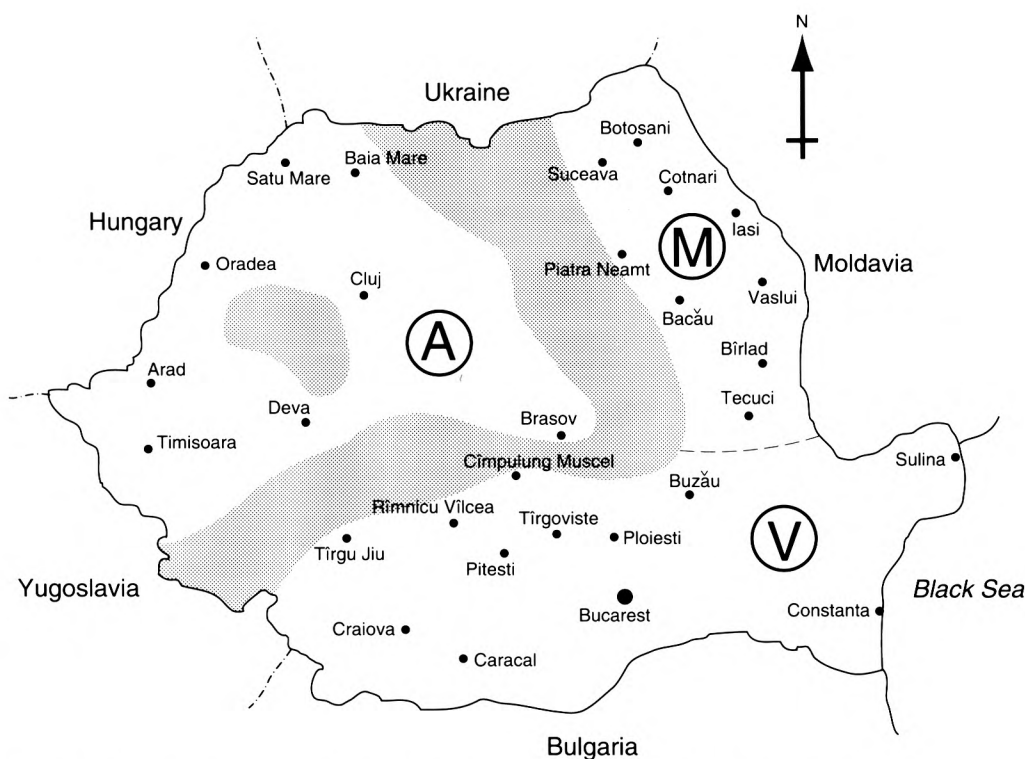 N
Ukraine
Botosani
Baia Mare
Suceava
Satu Mare
Cotnari
Hungary
Iasi
M
Piatra Neamt
Moldavia
Oradea
Cluj
Vaslui
Bacǎu
A
Bîrlad
Arad
Tecuci
Deva
Brasov
Timisoara
Sulina
Cîmpulung Muscel
Buzǎu
Rîmnicu Vîlcea
Tîrgoviste
Ploiesti
V
Tîrgu Jiu
Pitesti
Yugoslavia
Black Sea
Bucarest
Constanta
Craiova
Caracal
Bulgaria